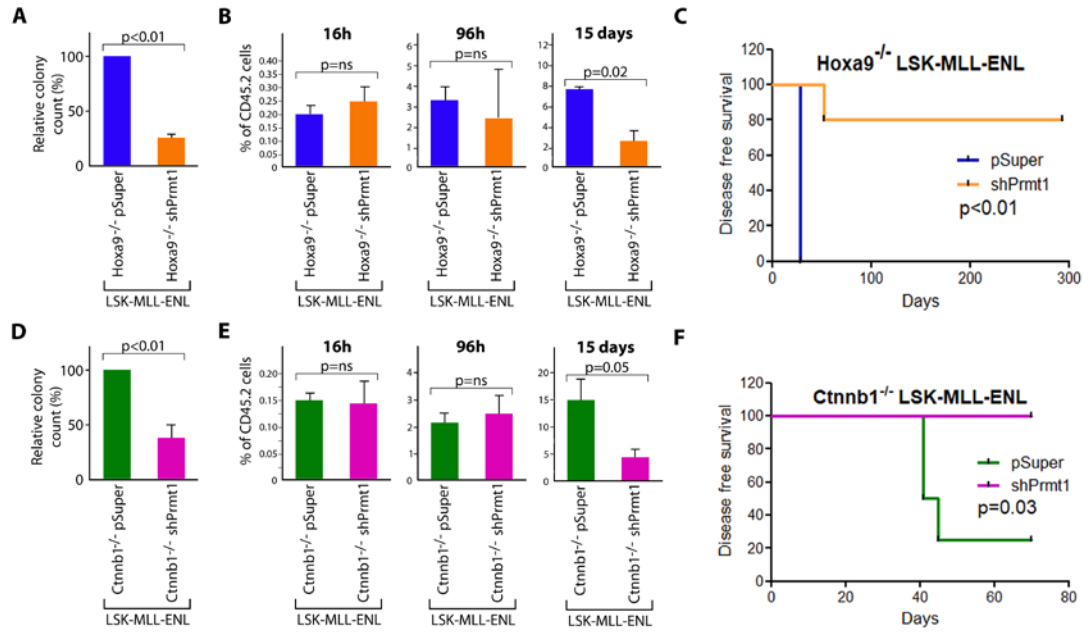 A
p<0.01
Relative colony
count (%)
100
50
0
Hoxa9-/- pSuper
Hoxa9-/- shPrmt1
LSK-MLL-ENL
B
% of CD45.2 cells
16h
p=ns
0.40
0.35
0.30
0.25
0.20
0.15
0.10
0.05
0
Hoxa9-/- pSuper
Hoxa9-/- shPrmt1
LSK-MLL-ENL
96h
p=ns
6
5
4
3
2
1
0
Hoxa9-/- pSuper
Hoxa9-/- shPrmt1
LSK-MLL-ENL
15 days
p=0.02
8
6
4
2
0
Hoxa9-/- pSuper
Hoxa9-/- shPrmt1
LSK-MLL-ENL
C
Hoxa9-/- LSK-MLL-ENL
Disease free survival
120
100
80
60
40
20
0
pSuper
shPrmt1
p<0.01
0 100 200 300
Days
D
p<0.01
Relative colony
count (%)
100
50
0
Ctnnb1-/- pSuper
Ctnnb1-/- shPrmt1
LSK-MLL-ENL
E
% of CD45.2 cells
16h
p=ns
0.20
0.15
0.10
0.05
0
Ctnnb1-/- pSuper
Ctnnb1-/- shPrmt1
LSK-MLL-ENL
96h
p=ns
4
3
2
1
0
Ctnnb1-/- pSuper
Ctnnb1-/- shPrmt1
LSK-MLL-ENL
15 days
p=0.05
20
15
10
5
0
Ctnnb1-/- pSuper
Ctnnb1-/- shPrmt1
LSK-MLL-ENL
F
Ctnnb1-/- LSK-MLL-ENL
Disease free survival
120
100
80
60
40
20
0
pSuper
shPrmt1
p=0.03
0 20 40 60 80
Days